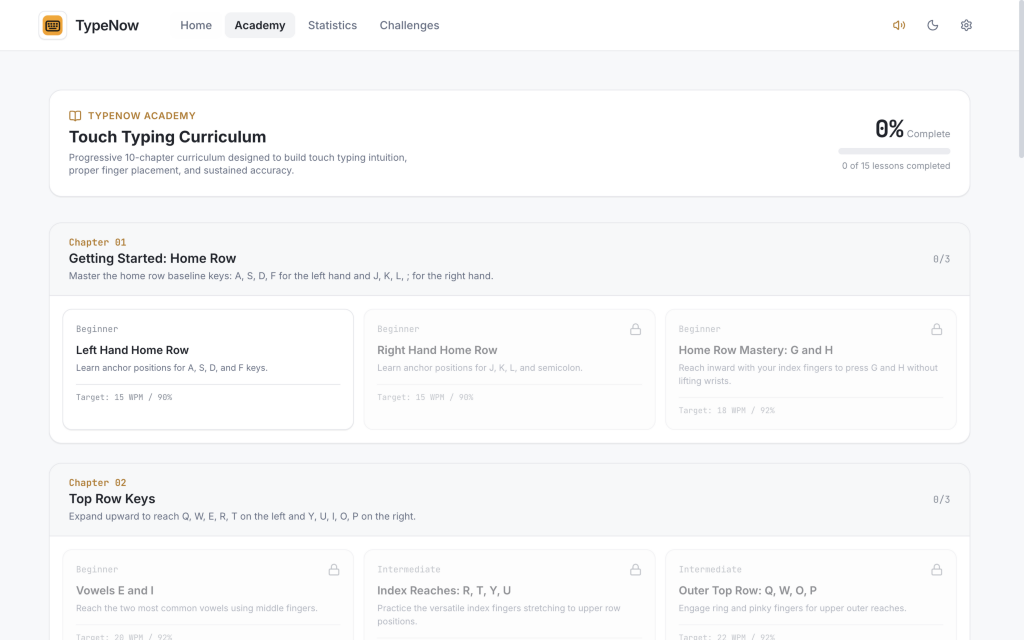 TypeNow
Home
Academy
Statistics
Challenges
TYPENOW ACADEMY
Touch Typing Curriculum
Progressive 10-chapter curriculum designed to build touch typing intuition,
proper finger placement, and sustained accuracy.
0% Complete
0 of 15 lessons completed
Chapter 01
Getting Started: Home Row
Master the home row baseline keys: A, S, D, F for the left hand and J, K, L, ; for the right hand.
0/3
Beginner
Left Hand Home Row
Learn anchor positions for A, S, D, and F keys.
Target: 15 WPM / 90%
Beginner
Right Hand Home Row
Learn anchor positions for J, K, L, and semicolon.
Target: 15 WPM / 90%
Beginner
Home Row Mastery: G and H
Reach inward with your index fingers to press G and H without
lifting wrists.
Target: 18 WPM / 92%
Chapter 02
Top Row Keys
Expand upward to reach Q, W, E, R, T on the left and Y, U, I, O, P on the right.
0/3
Beginner
Vowels E and I
Reach the two most common vowels using middle fingers.
Target: 20 WPM / 92%
Intermediate
Index Reaches: R, T, Y, U
Practice the versatile index fingers stretching to upper row
positions.
Intermediate
Outer Top Row: Q, W, O, P
Engage ring and pinky fingers for upper outer reaches.
Target: 22 WPM / 92%